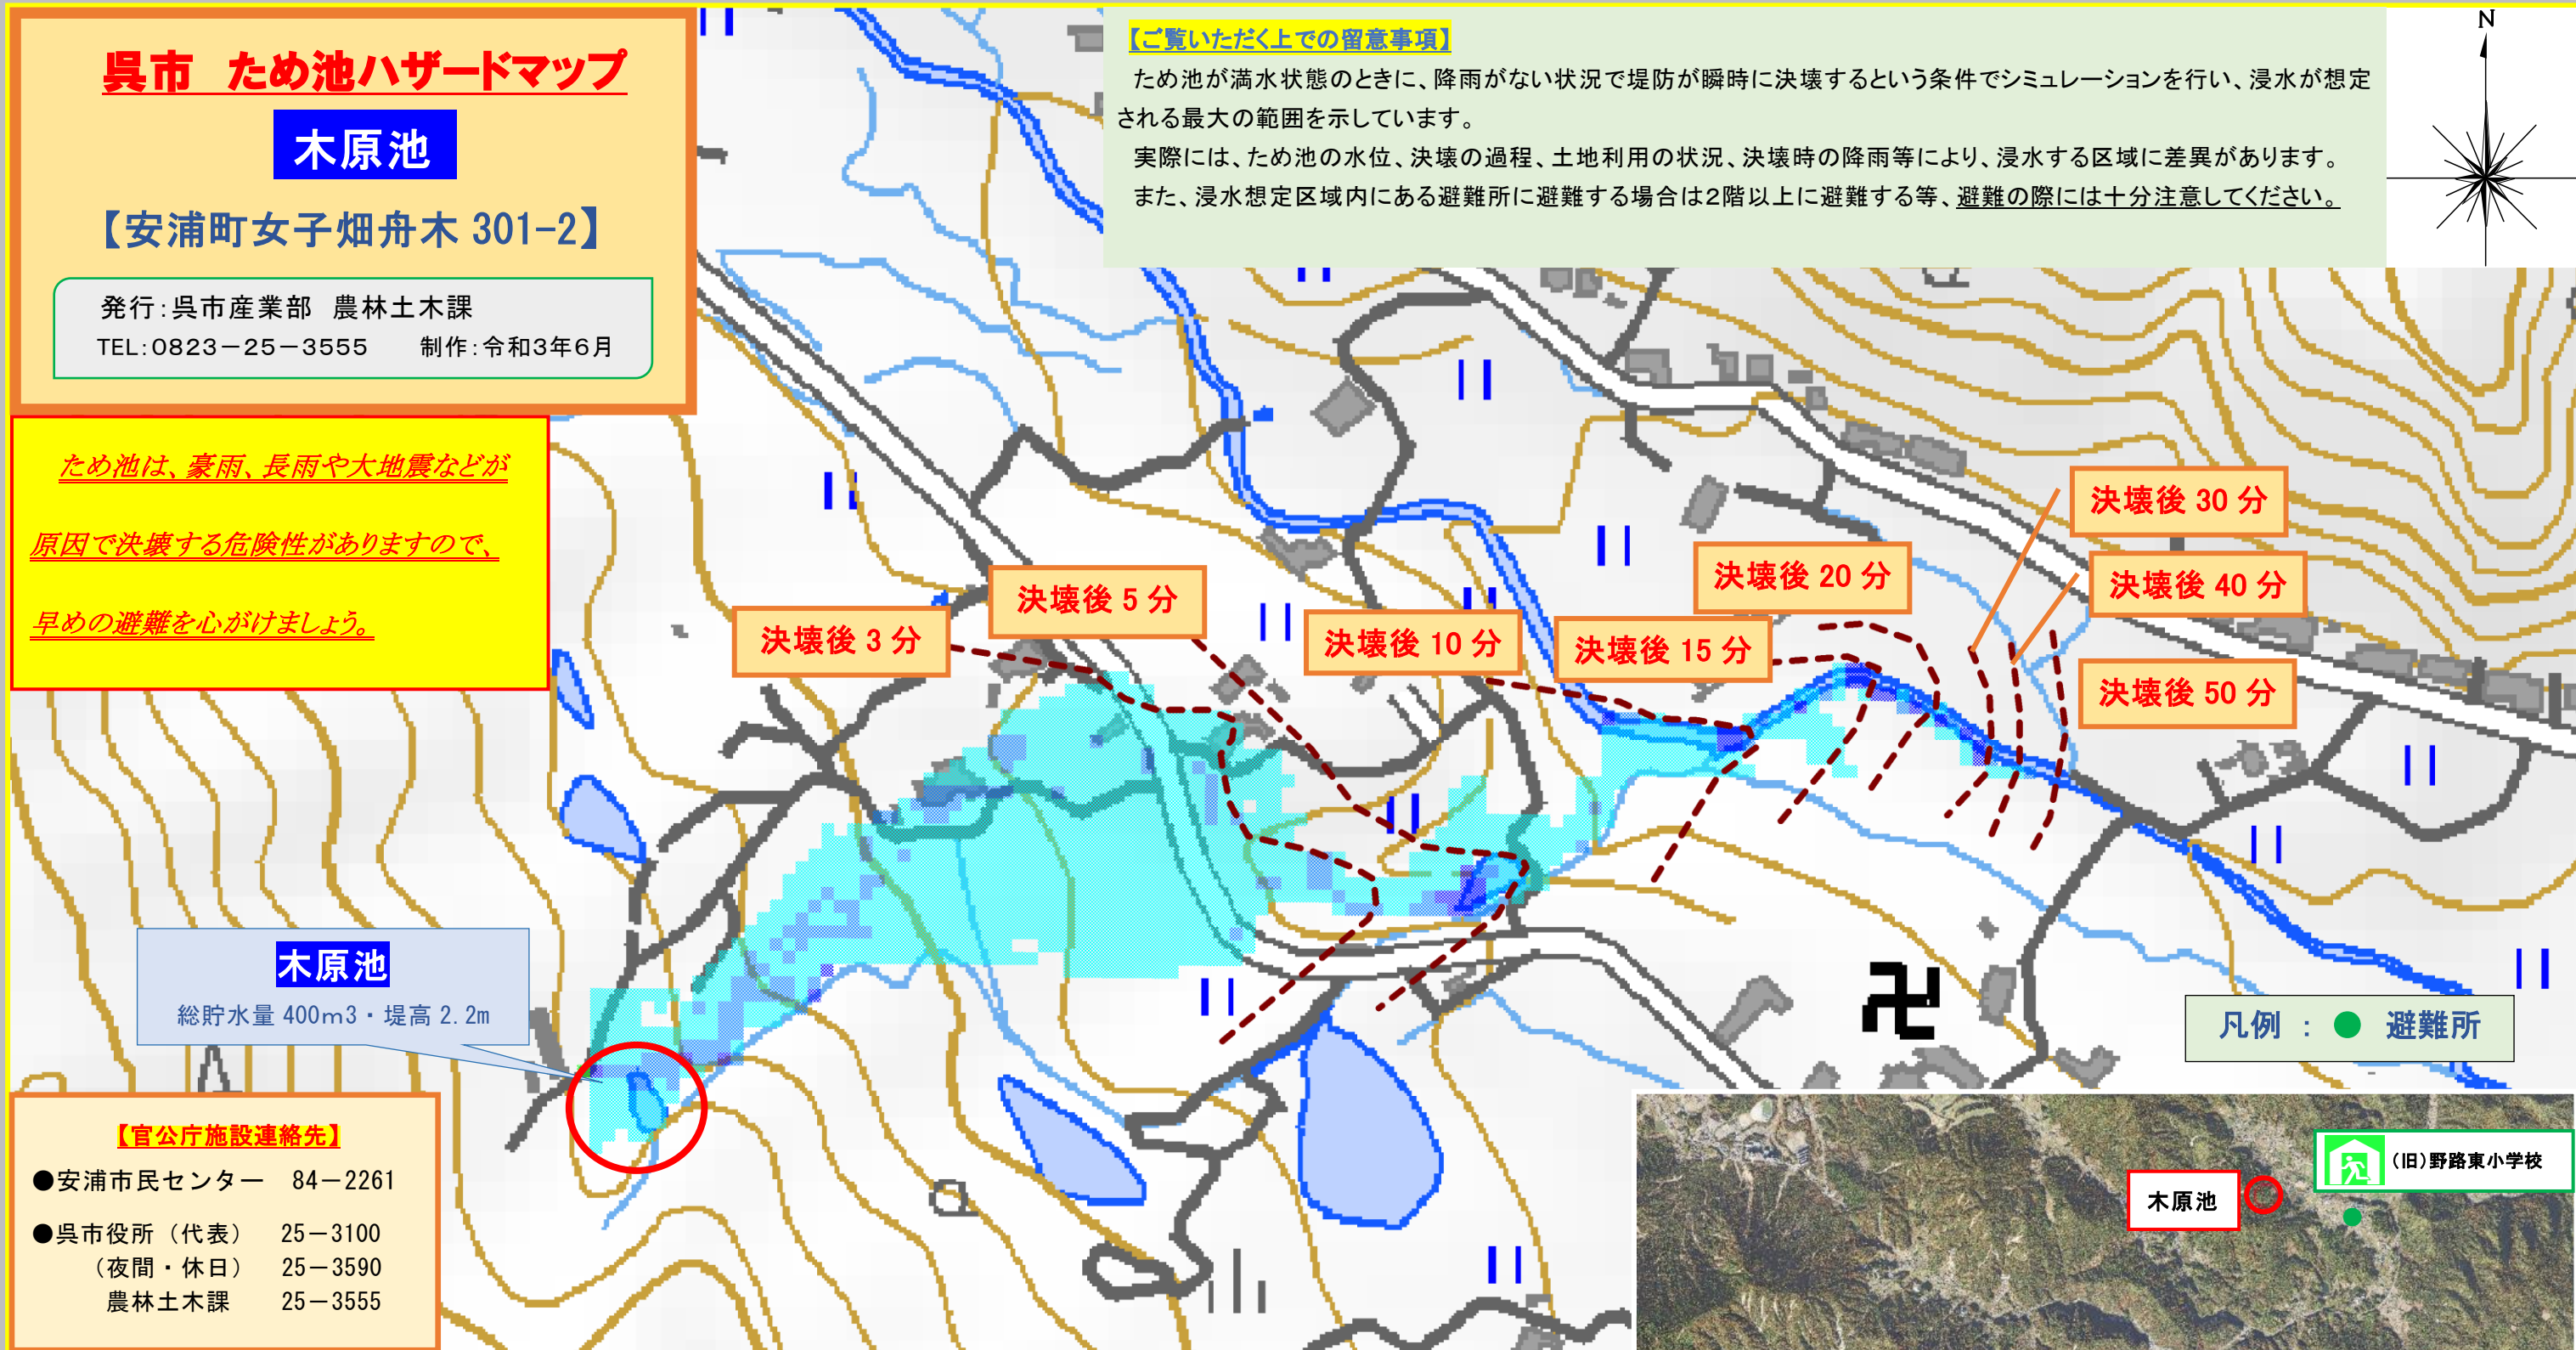 呉市 ため池ハザードマップ
木原池
【安浦町女子畑舟木 301-2】
発行:呉市産業部 農林土木課
TEL:0823-25-3555 制作:令和3年6月
【ご覧いただく上での留意事項】
ため池が満水状態のときに、降雨がない状況で堤防が瞬時に決壊するという条件でシミュレーションを行い、浸水が想定
される最大の範囲を示しています。
実際には、ため池の水位、決壊の過程、土地利用の状況、決壊時の降雨等により、浸水する区域に差異があります。
また、浸水想定区域内にある避難所に避難する場合は2階以上に避難する等、避難の際には十分注意してください。
N
ため池は、豪雨、長雨や大地震などが
原因で決壊する危険性がありますので、
早めの避難を心がけましょう。
決壊後 3 分
決壊後 5 分
決壊後 10 分
決壊後 15 分
決壊後 20 分
決壊後 30 分
決壊後 40 分
決壊後 50 分
木原池
総貯水量 400m3・堤高 2.2m
凡例 : ● 避難所
【官公庁施設連絡先】
●安浦市民センター 84-2261
●呉市役所(代表) 25-3100
(夜間・休日) 25-3590
農林土木課 25-3555
(旧)野路東小学校
木原池